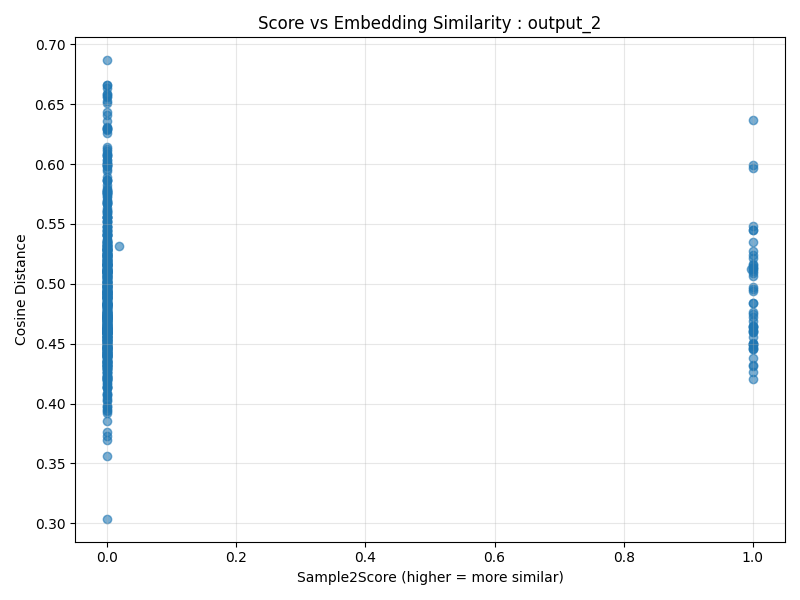 Score vs Embedding Similarity : output_2
Cosine Distance
0.70
0.65
0.60
0.55
0.50
0.45
0.40
0.35
0.30
0.0 0.2 0.4 0.6 0.8 1.0
Sample2Score (higher = more similar)